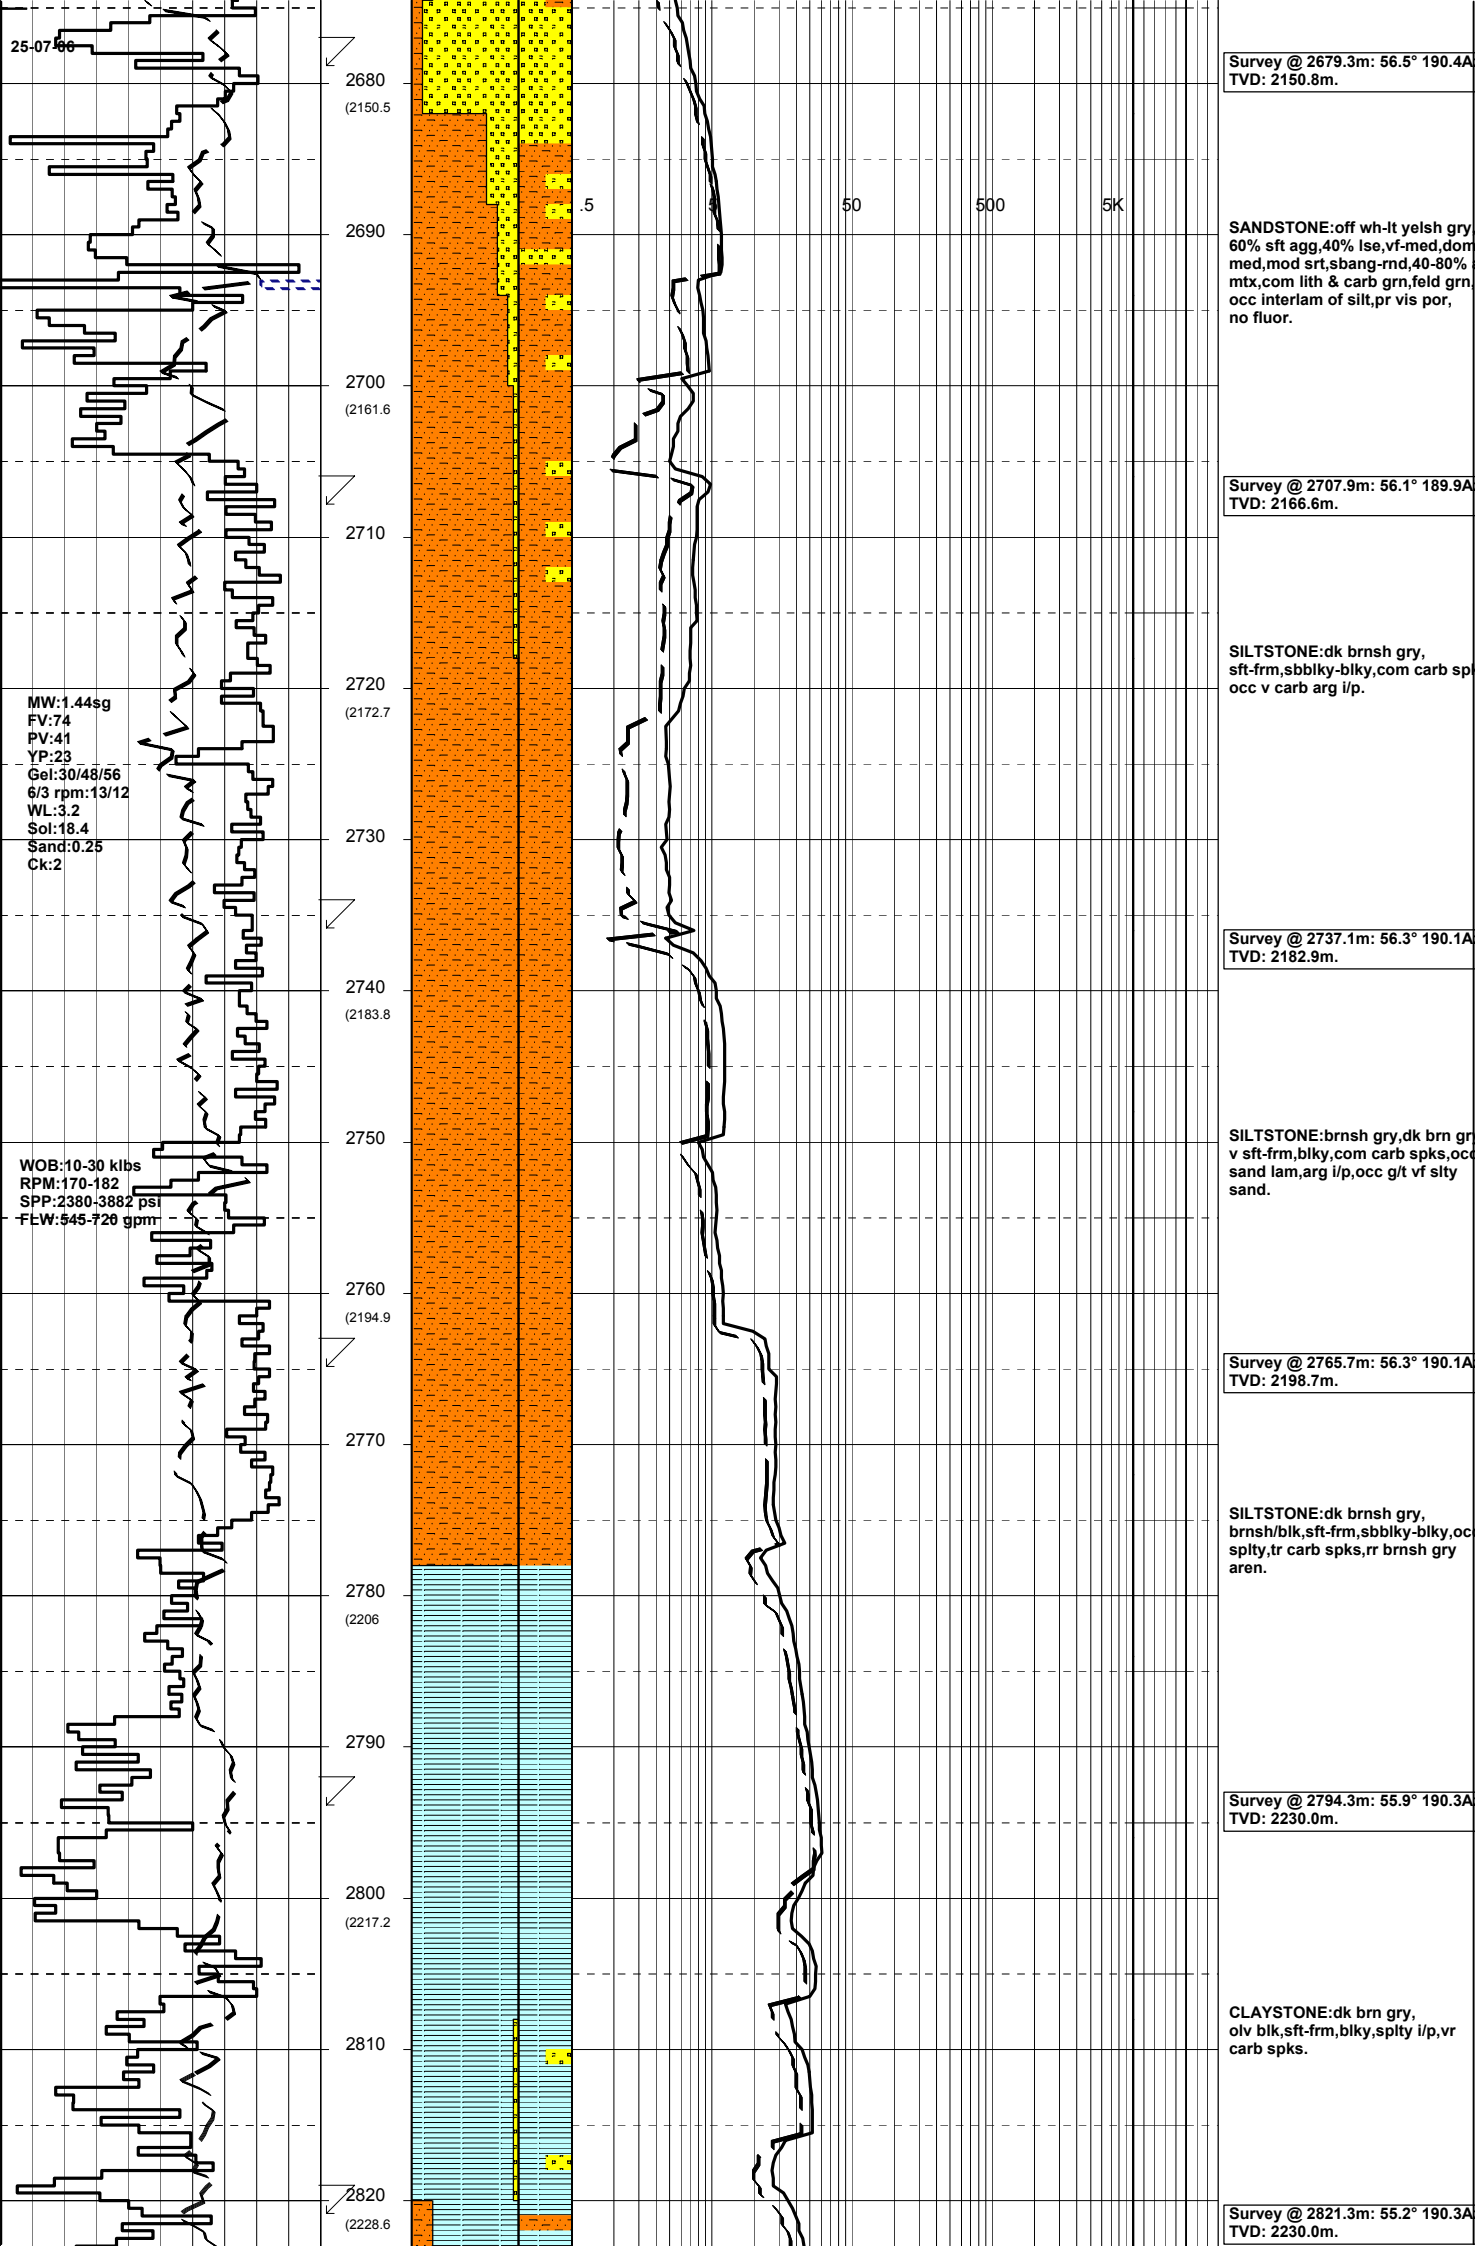 25-07-06
MW:1.44sg
FV:74
PV:41
YP:23
Gel:30/48/56
6/3 rpm:13/12
WL:3.2
Sol:18.4
Sand:0.25
Ck:2
WOB:10-30 klbs
RPM:170-182
SPP:2380-3882 psi
FLW:545-720 gpm
2680
(2150.5
2690
2700
(2161.6
2710
2720
(2172.7
2730
2740
(2183.8
2750
2760
(2194.9
2770
2780
(2206
2790
2800
(2217.2
2810
2820
(2228.6
.5 5 50 500 5K
Survey @ 2679.3m: 56.5° 190.4A
TVD: 2150.8m.
SANDSTONE:off wh-lt yelsh gry,
60% sft agg,40% lse,vf-med,dom
med,mod srt,sbang-rnd,40-80%
mtx,com lith & carb grn,feld grn,
occ interlam of silt,pr vis por,
no fluor.
Survey @ 2707.9m: 56.1° 189.9A
TVD: 2166.6m.
SILTSTONE:dk brnsh gry,
sft-frm,sbblky-blky,com carb spk
occ v carb arg i/p.
Survey @ 2737.1m: 56.3° 190.1A
TVD: 2182.9m.
SILTSTONE:brnsh gry,dk brn gry
v sft-frm,blky,com carb spks,occ
sand lam,arg i/p,occ g/t vf slty
sand.
Survey @ 2765.7m: 56.3° 190.1A
TVD: 2198.7m.
SILTSTONE:dk brnsh gry,
brnsh/blk,sft-frm,sbblky-blky,occ
splty,tr carb spks,rr brnsh gry
aren.
Survey @ 2794.3m: 55.9° 190.3A
TVD: 2230.0m.
CLAYSTONE:dk brn gry,
olv blk,sft-frm,blky,splty i/p,vr
carb spks.
Survey @ 2821.3m: 55.2° 190.3A
TVD: 2230.0m.